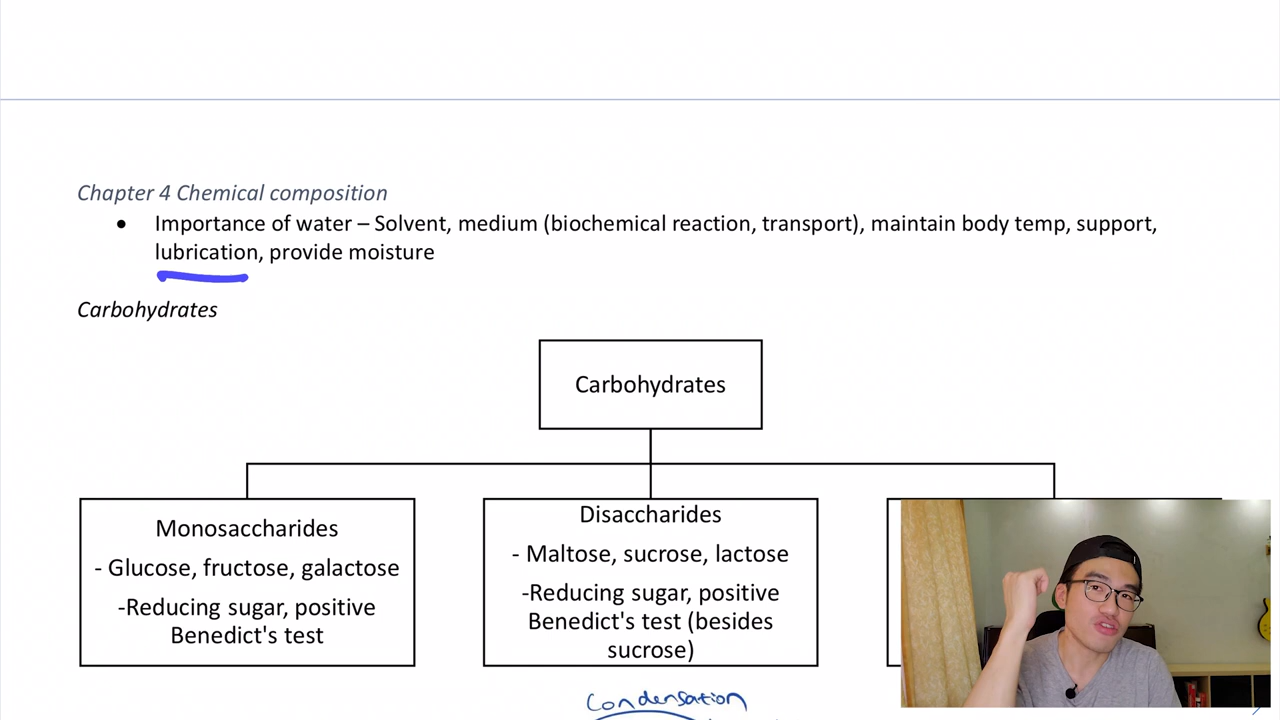 Chapter 4 Chemical composition
• Importance of water – Solvent, medium (biochemical reaction, transport), maintain body temp, support,
lubrication, provide moisture
Carbohydrates
Carbohydrates
Monosaccharides
- Glucose, fructose, galactose
-Reducing sugar, positive
Benedict's test
Disaccharides
- Maltose, sucrose, lactose
-Reducing sugar, positive
Benedict's test (besides
sucrose)
Condensation